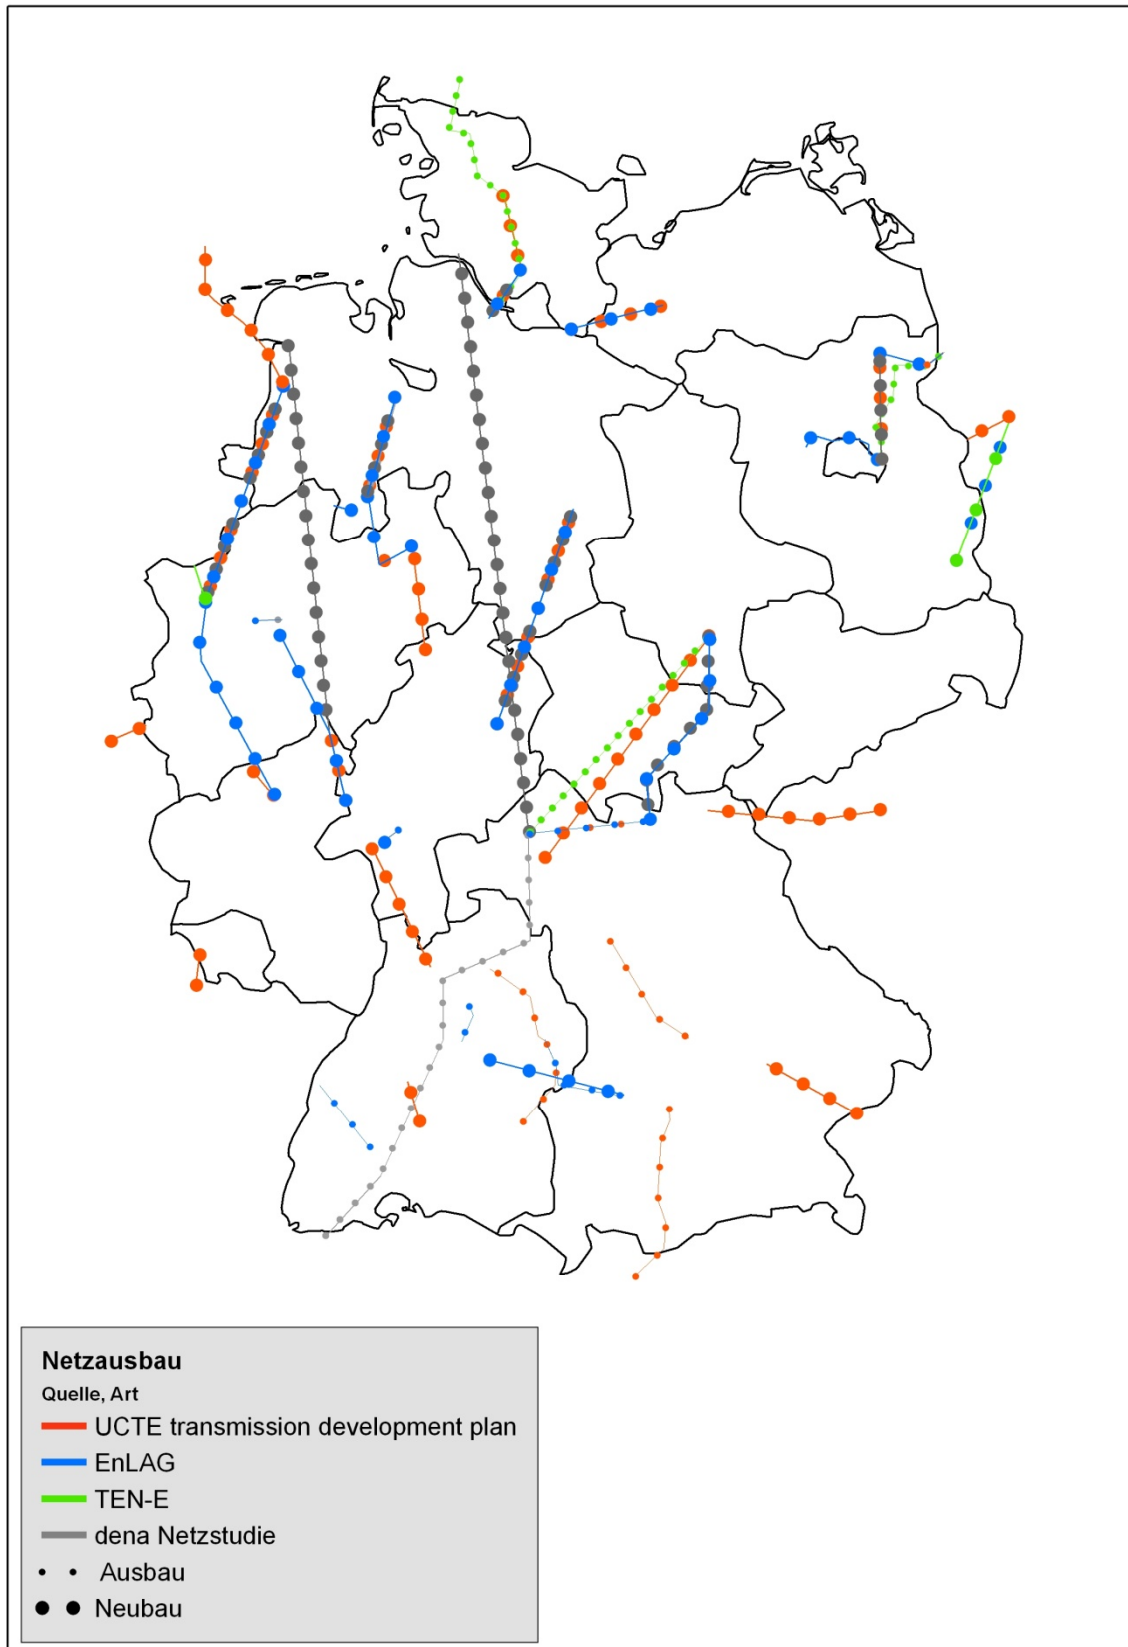 Netzausbau
Quelle, Art
UCTE transmission development plan
EnLAG
TEN-E
dena Netzstudie
Ausbau
Neubau